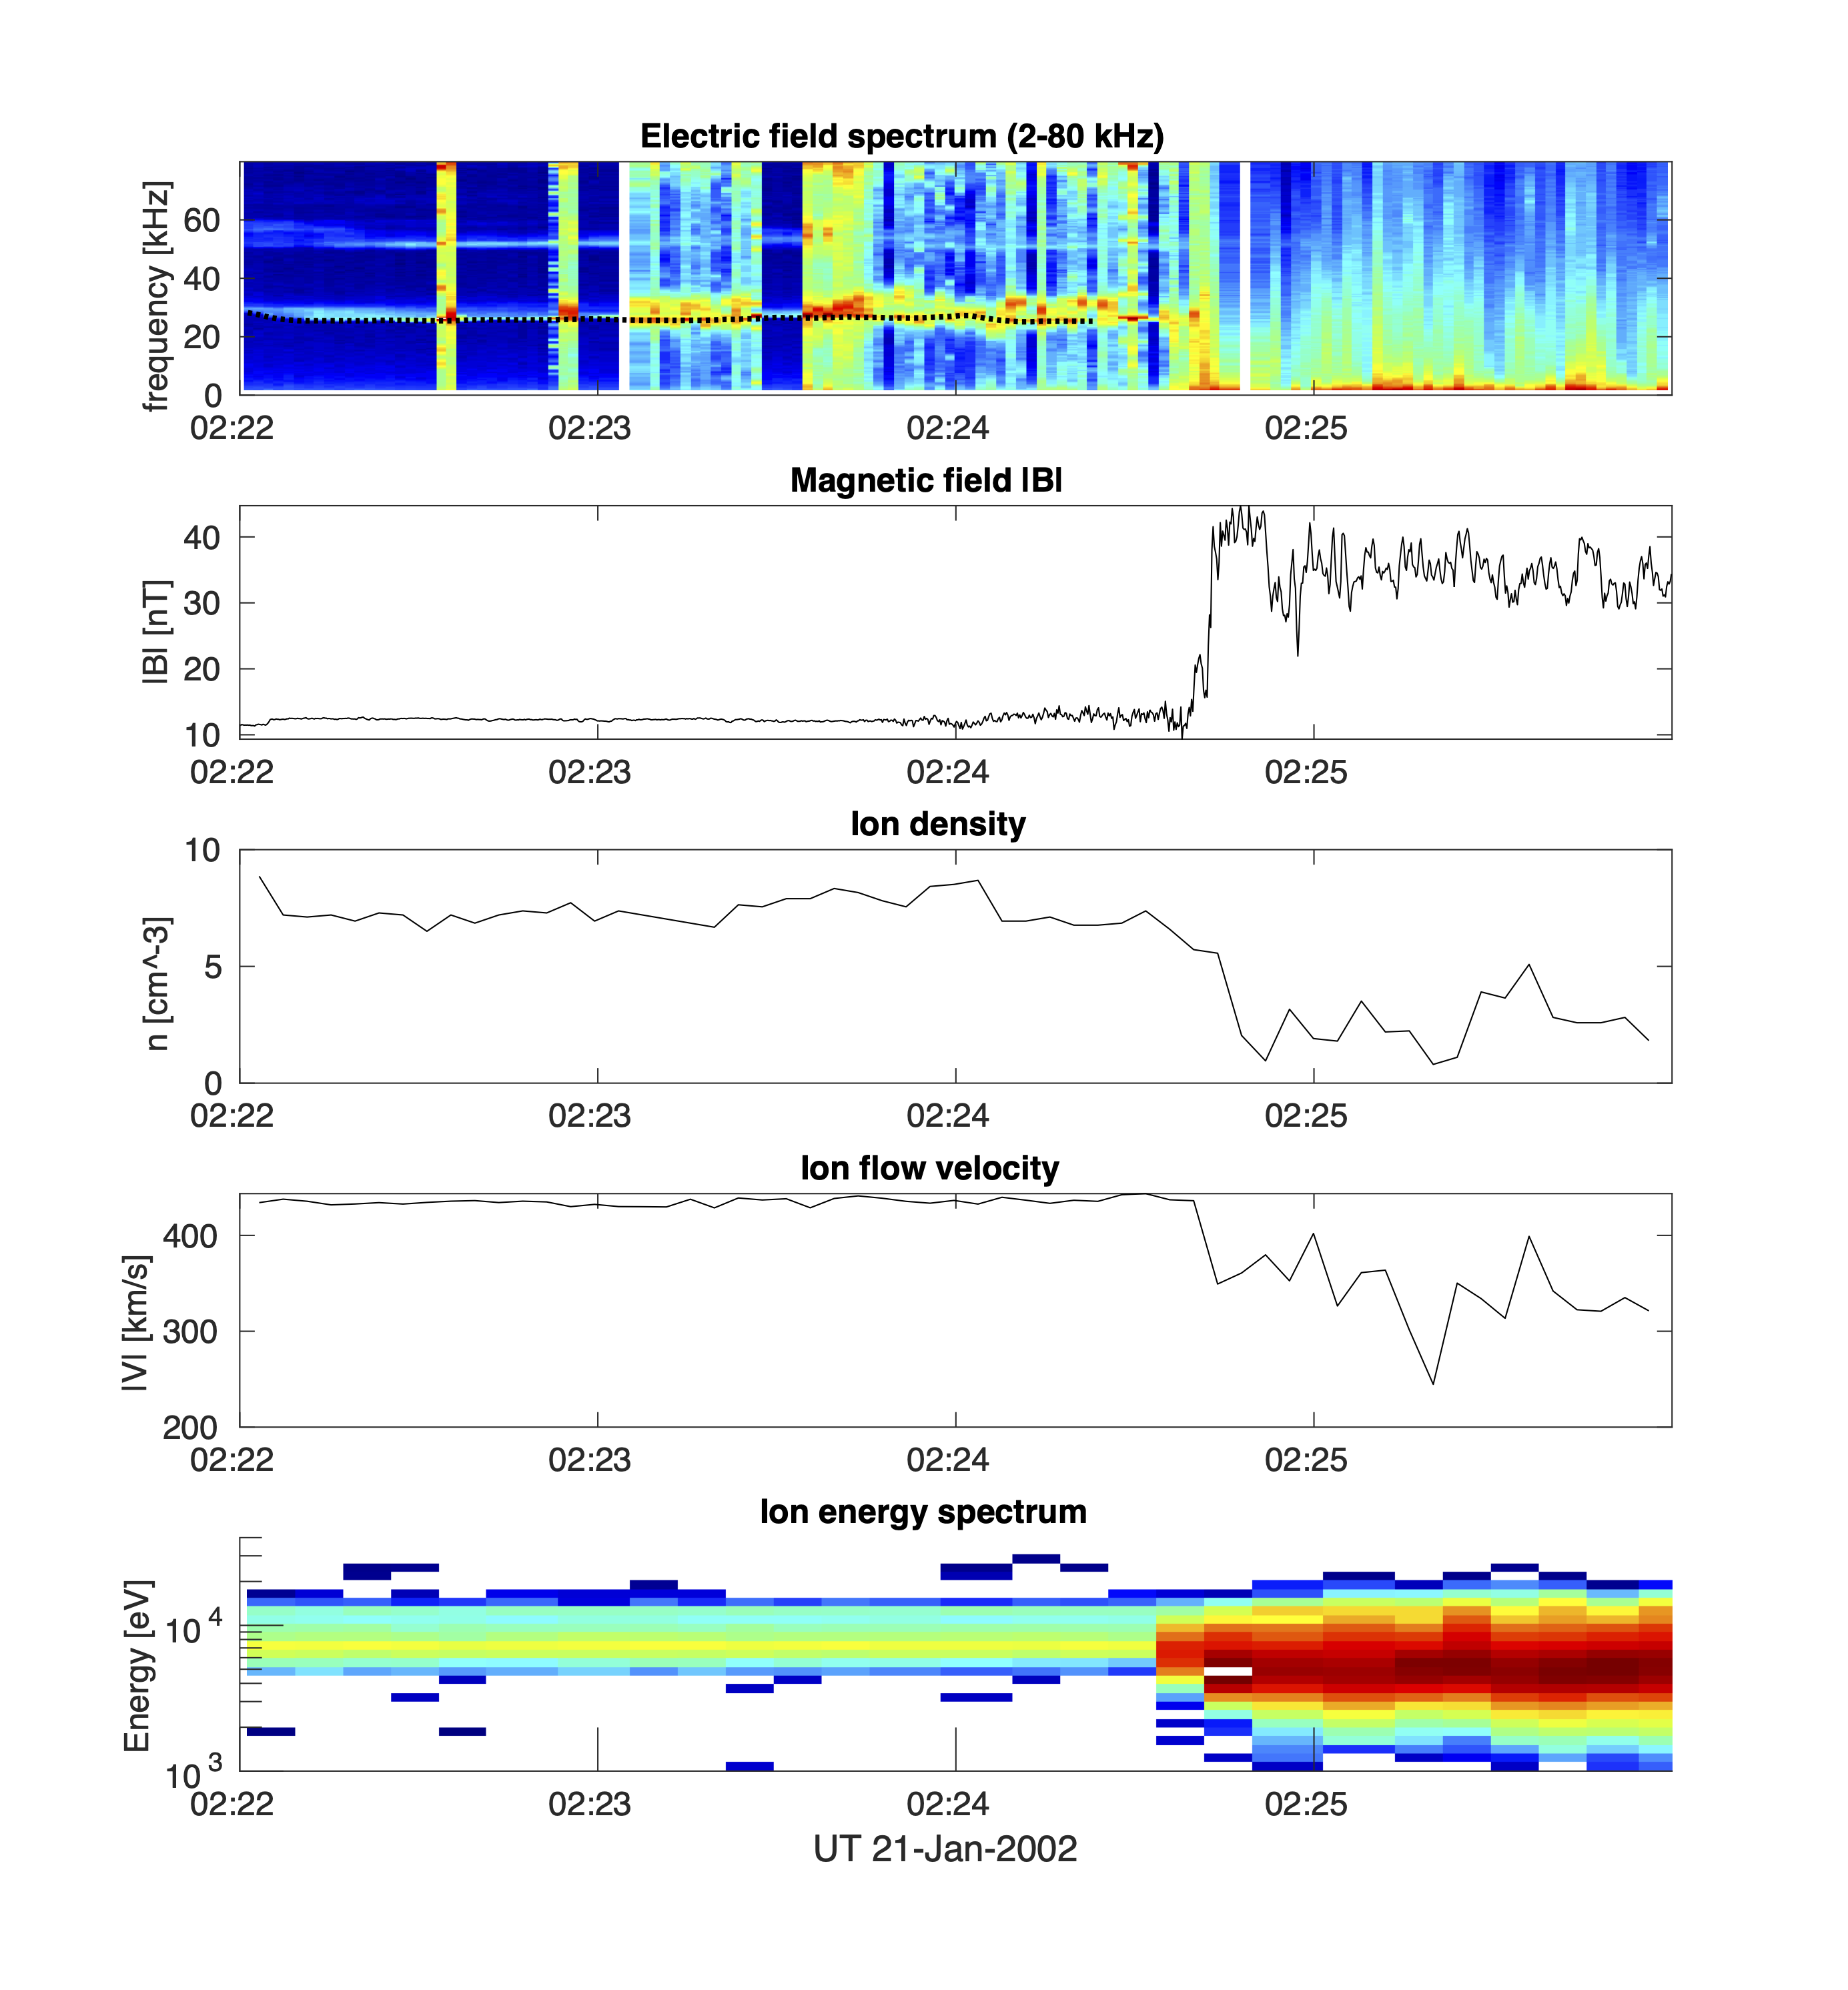 Electric field spectrum (2-80 kHz)
frequency [kHz]
60
40
20
0
02:22 02:23 02:24 02:25
Magnetic field |B|
|B| [nT]
40
30
20
10
02:22 02:23 02:24 02:25
Ion density
n [cm^-3]
10
5
0
02:22 02:23 02:24 02:25
Ion flow velocity
|V| [km/s]
400
300
200
02:22 02:23 02:24 02:25
Ion energy spectrum
Energy [eV]
10^4
10^3
02:22 02:23 02:24 02:25
UT 21-Jan-2002